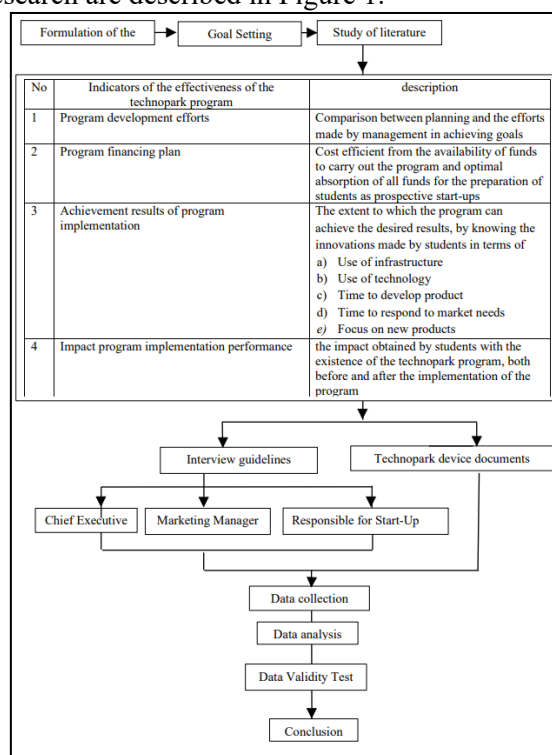 esearch are described in Figure 1.
Formulation of the
Goal Setting
Study of literature
No
Indicators of the effectiveness of the
technopark program
description
1
Program development efforts
Comparison between planning and the efforts
made by management in achieving goals
2
Program financing plan
Cost efficient from the availability of funds
to carry out the program and optimal
absorption of all funds for the preparation of
students as prospective start-ups
3
Achievement results of program
implementation
The extent to which the program can
achieve the desired results, by knowing the
innovations made by students in terms of
a) Use of infrastructure
b) Use of technology
c) Time to develop product
d) Time to respond to market needs
e) Focus on new products
4
Impact program implementation performance
the impact obtained by students with the
existence of the technopark program, both
before and after the implementation of the
program
Interview guidelines
Technopark device documents
Chief Executive
Marketing Manager
Responsible for Start-Up
Data collection
Data analysis
Data Validity Test
Conclusion